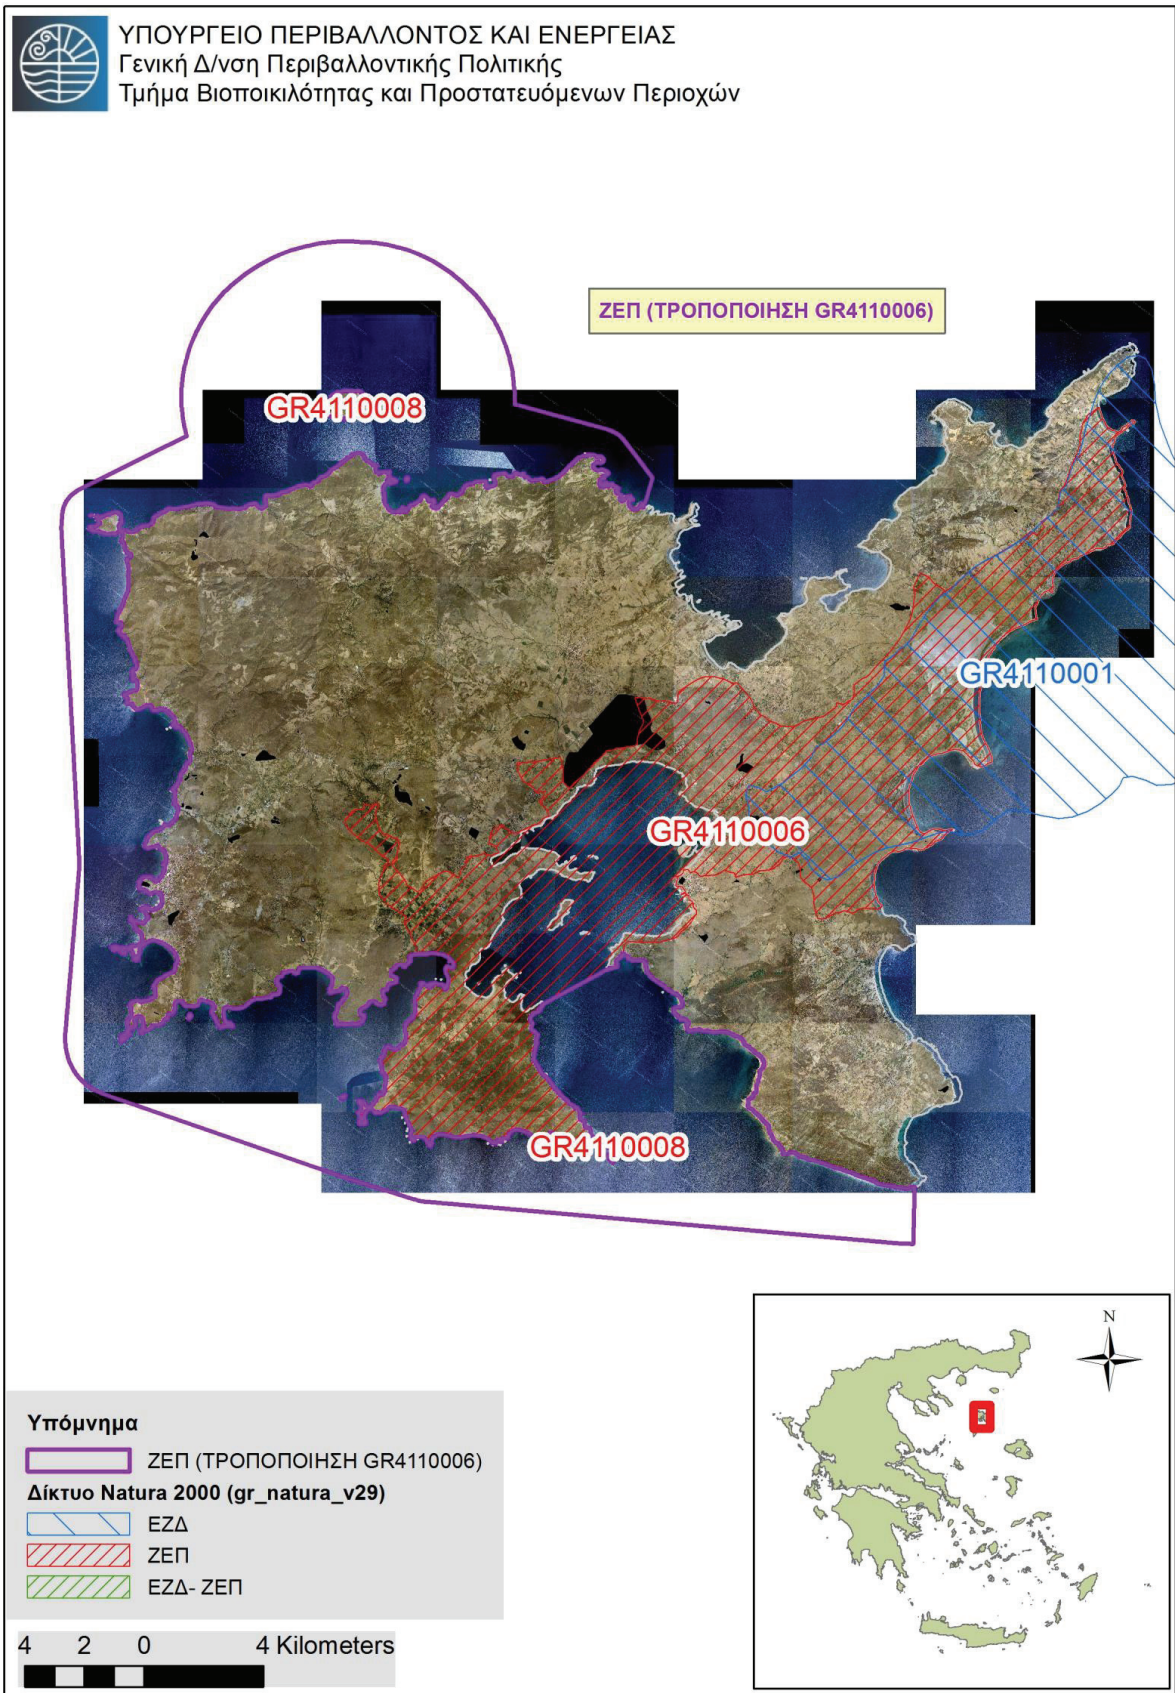 ΥΠΟΥΡΓΕΙΟ ΠΕΡΙΒΑΛΛΟΝΤΟΣ ΚΑΙ ΕΝΕΡΓΕΙΑΣ
Γενική Δ/νση Περιβαλλοντικής Πολιτικής
Τμήμα Βιοποικιλότητας και Προστατευόμενων Περιοχών
ΖΕΠ (ΤΡΟΠΟΠΟΙΗΣΗ GR4110006)
GR4110008
GR4110001
GR4110006
GR4110008
N
Υπόμνημα
ΖΕΠ (ΤΡΟΠΟΠΟΙΗΣΗ GR4110006)
Δίκτυο Natura 2000 (gr_natura_v29)
ΕΖΔ
ΖΕΠ
ΕΖΔ- ΖΕΠ
4 2 0 4 Kilometers